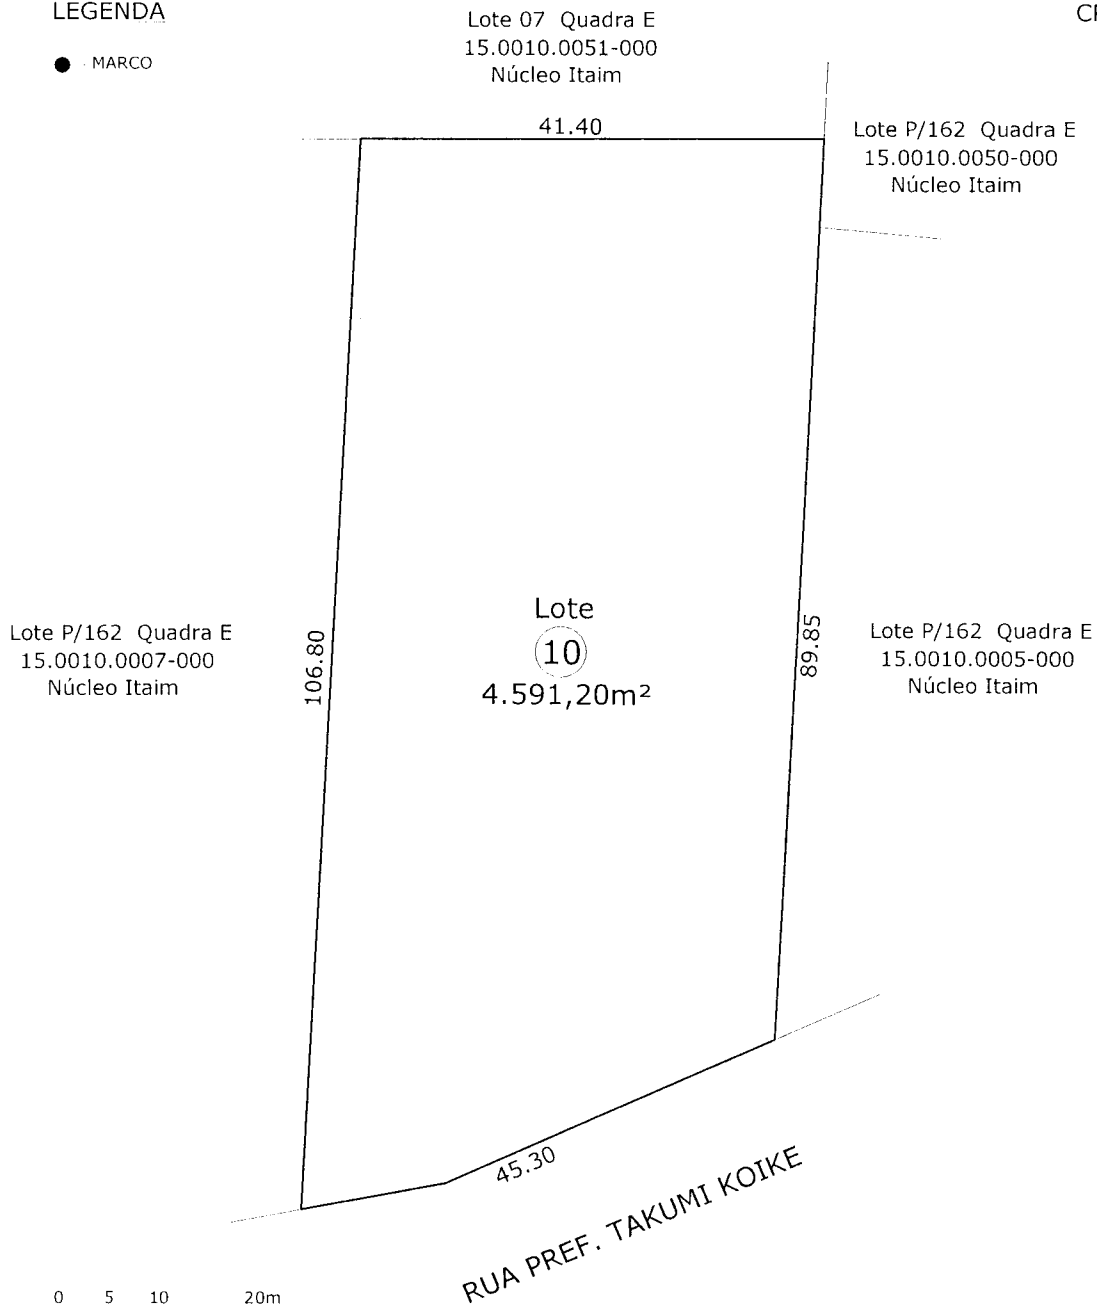 LEGENDA
MARCO
Lote 07 Quadra E
15.0010.0051-000
Núcleo Itaim
41.40
Lote P/162 Quadra E
15.0010.0050-000
Núcleo Itaim
Lote P/162 Quadra E
15.0010.0007-000
Núcleo Itaim
106.80
Lote
10
4.591,20m²
89.85
Lote P/162 Quadra E
15.0010.0005-000
Núcleo Itaim
45.30
RUA PREF. TAKUMI KOIKE
0 5 10 20m